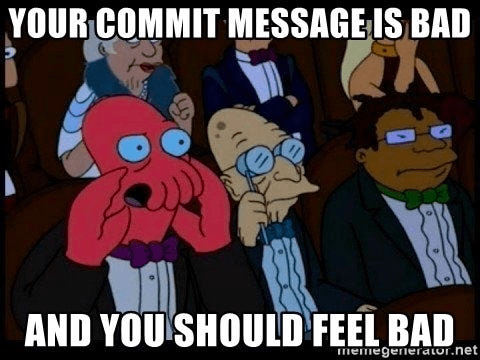 YOUR COMMIT MESSAGE IS BAD
AND YOU SHOULD FEEL BAD
memegenerator.net